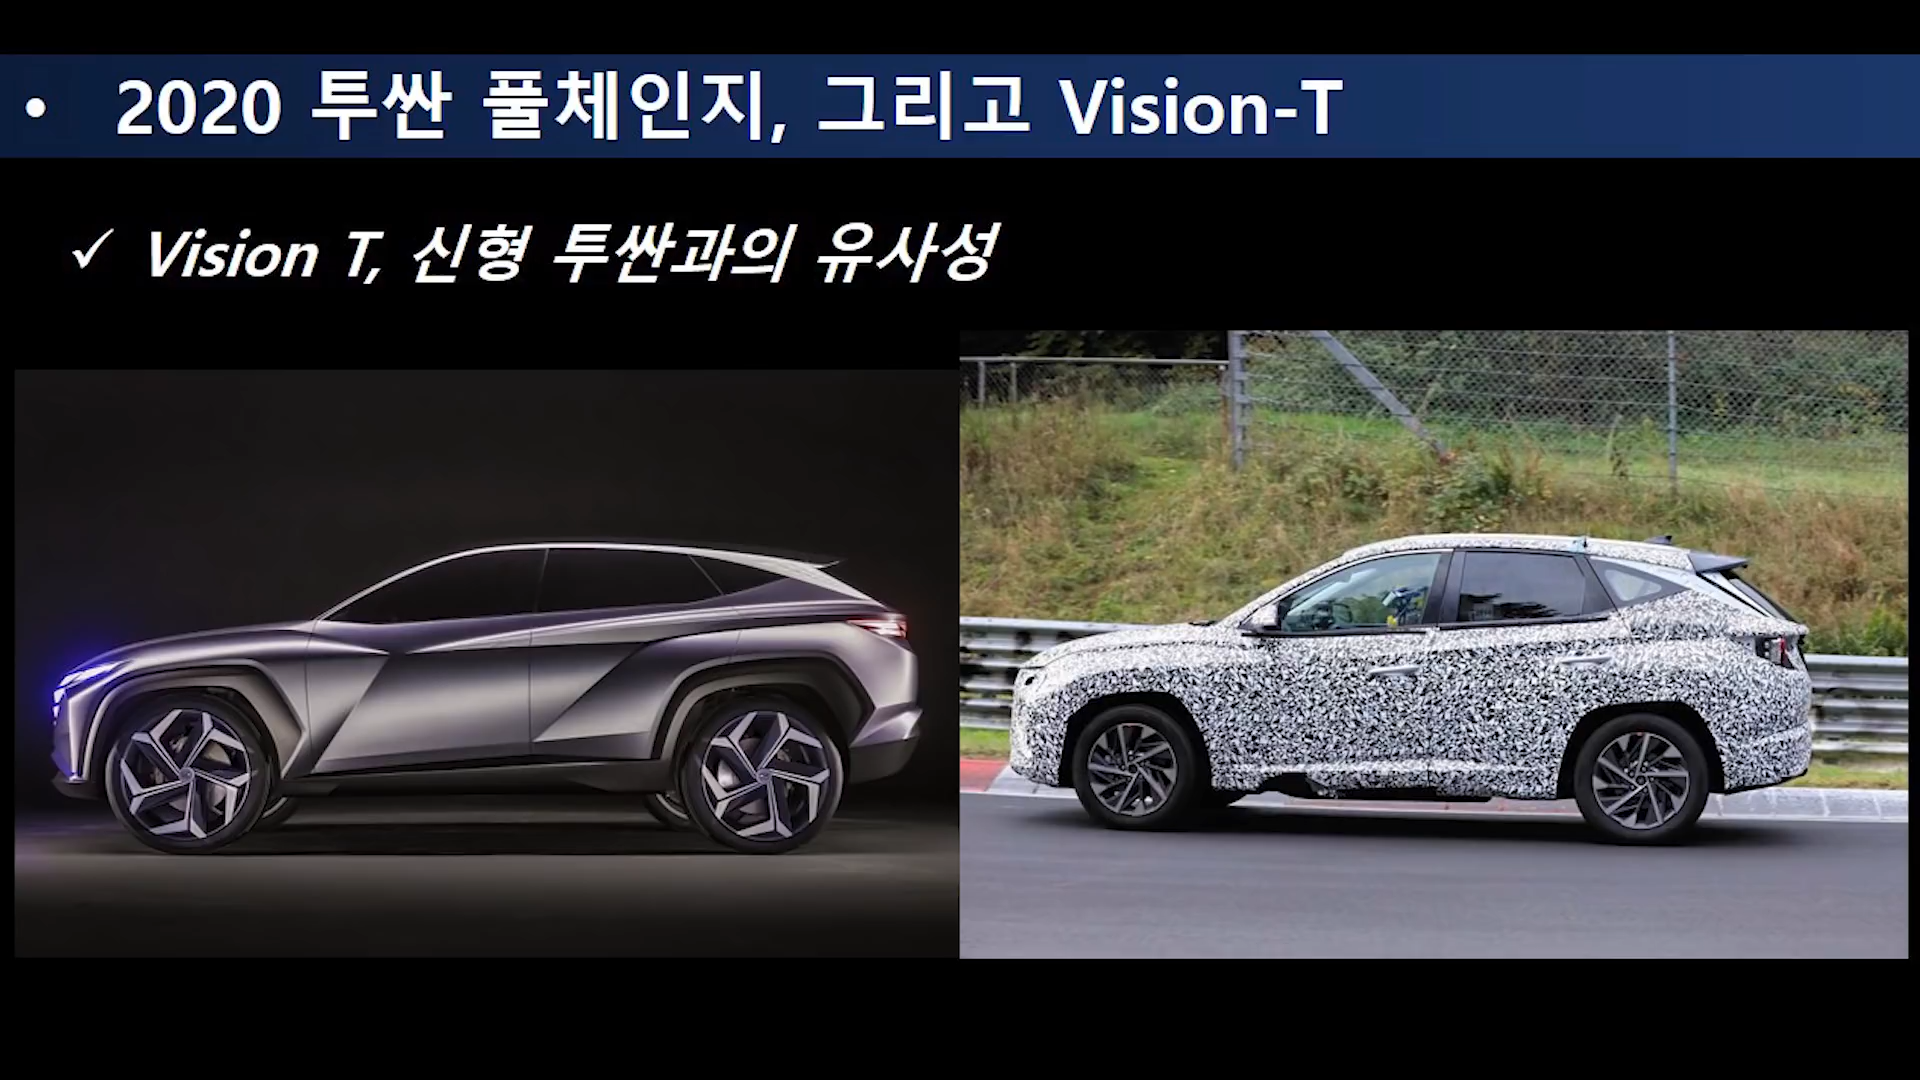 • 2020 투싼 풀체인지, 그리고 Vision-T
✓ Vision T, 신형 투싼과의 유사성